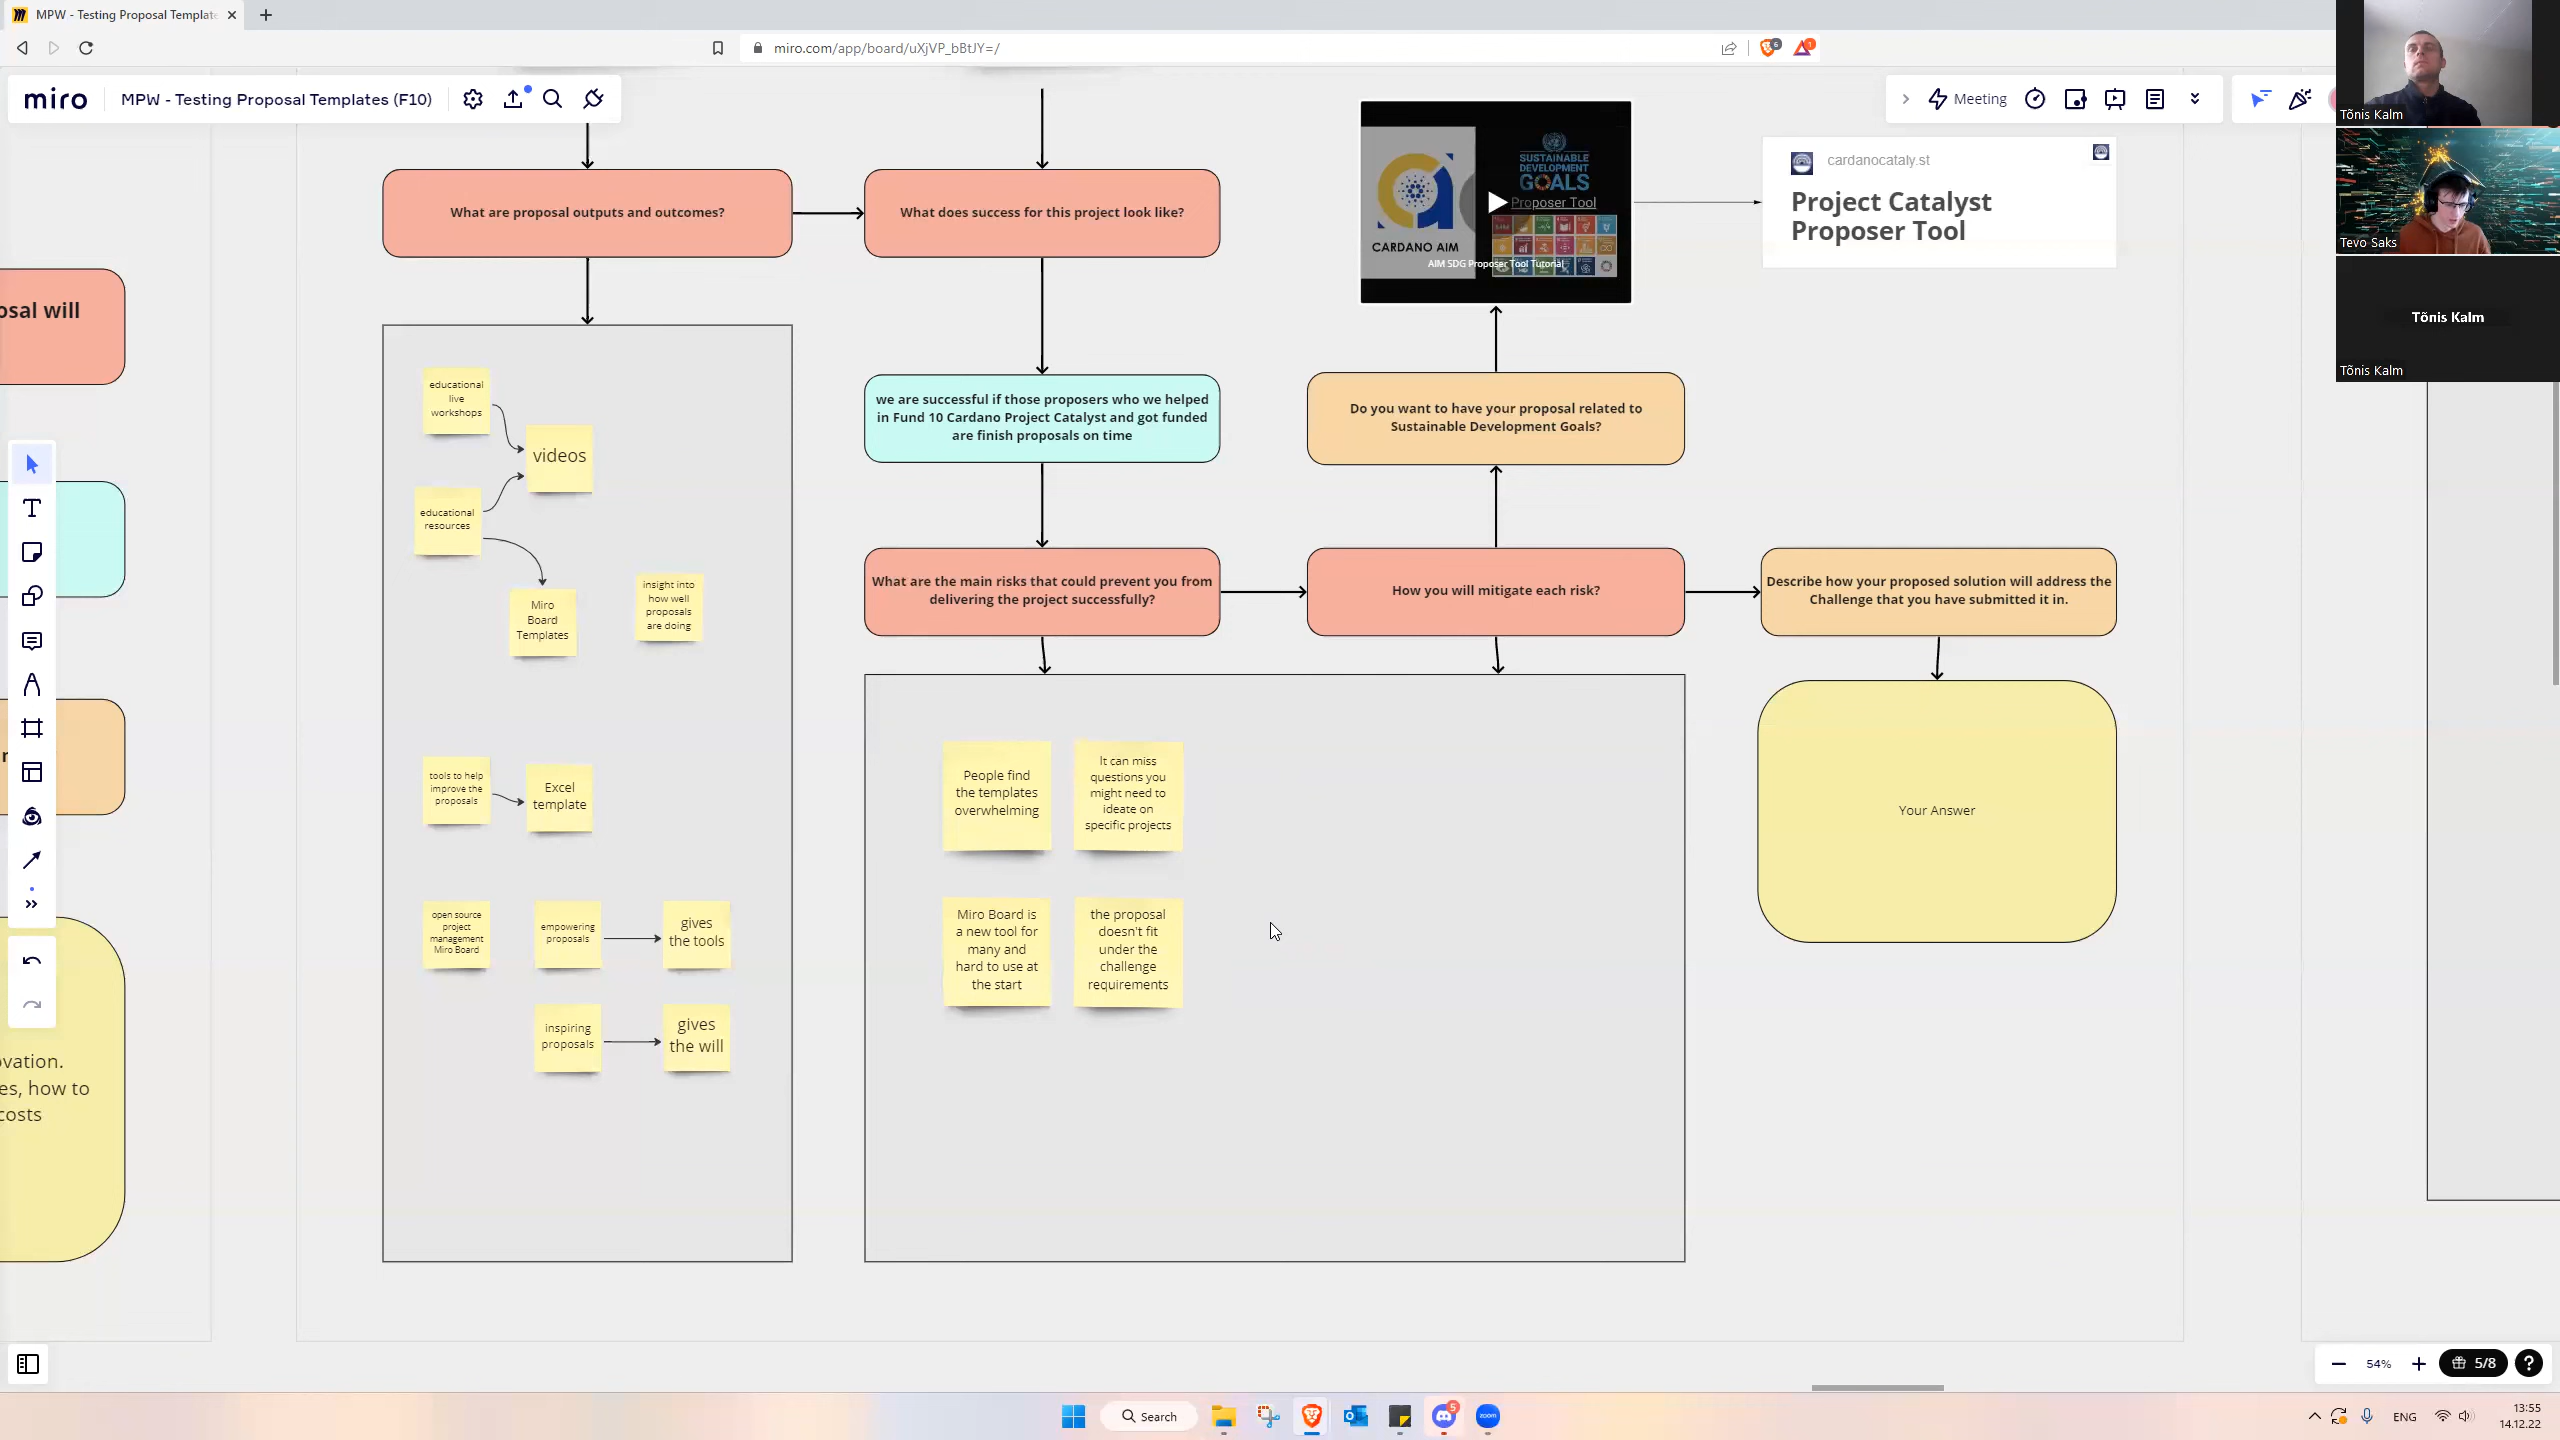 MPW - Testing Proposal Template
miro.com/app/board/uXjVP_bBtJY=/
miro
MPW - Testing Proposal Templates (F10)
Meeting
Tõnis Kalm
Tevo Saks
Tõnis Kalm
Tõnis Kalm
What are proposal outputs and outcomes?
What does success for this project look like?
SUSTAINABLE
DEVELOPMENT
GOALS
Proposer Tool
CARDANO AIM
AIM SDG Proposer Tool Tutorial
cardanocataly.st
Project Catalyst
Proposer Tool
osal will
educational
live
workshops
videos
educational
resources
Miro
Board
Templates
insight into
how well
proposals
are doing
we are successful if those proposers who we helped
in Fund 10 Cardano Project Catalyst and got funded
are finish proposals on time
Do you want to have your proposal related to
Sustainable Development Goals?
What are the main risks that could prevent you from
delivering the project successfully?
How you will mitigate each risk?
Describe how your proposed solution will address the
Challenge that you have submitted it in.
tools to help
improve the
proposals
Excel
template
open source
project
management
Miro Board
empowering
proposals
gives
the tools
inspiring
proposals
gives
the will
People find
the templates
overwhelming
It can miss
questions you
might need to
ideate on
specific projects
Miro Board is
a new tool for
many and
hard to use at
the start
the proposal
doesn't fit
under the
challenge
requirements
Your Answer
ovation.
es, how to
costs
54%
5/8
Search
5
zoom
ENG
13:55
14.12.22